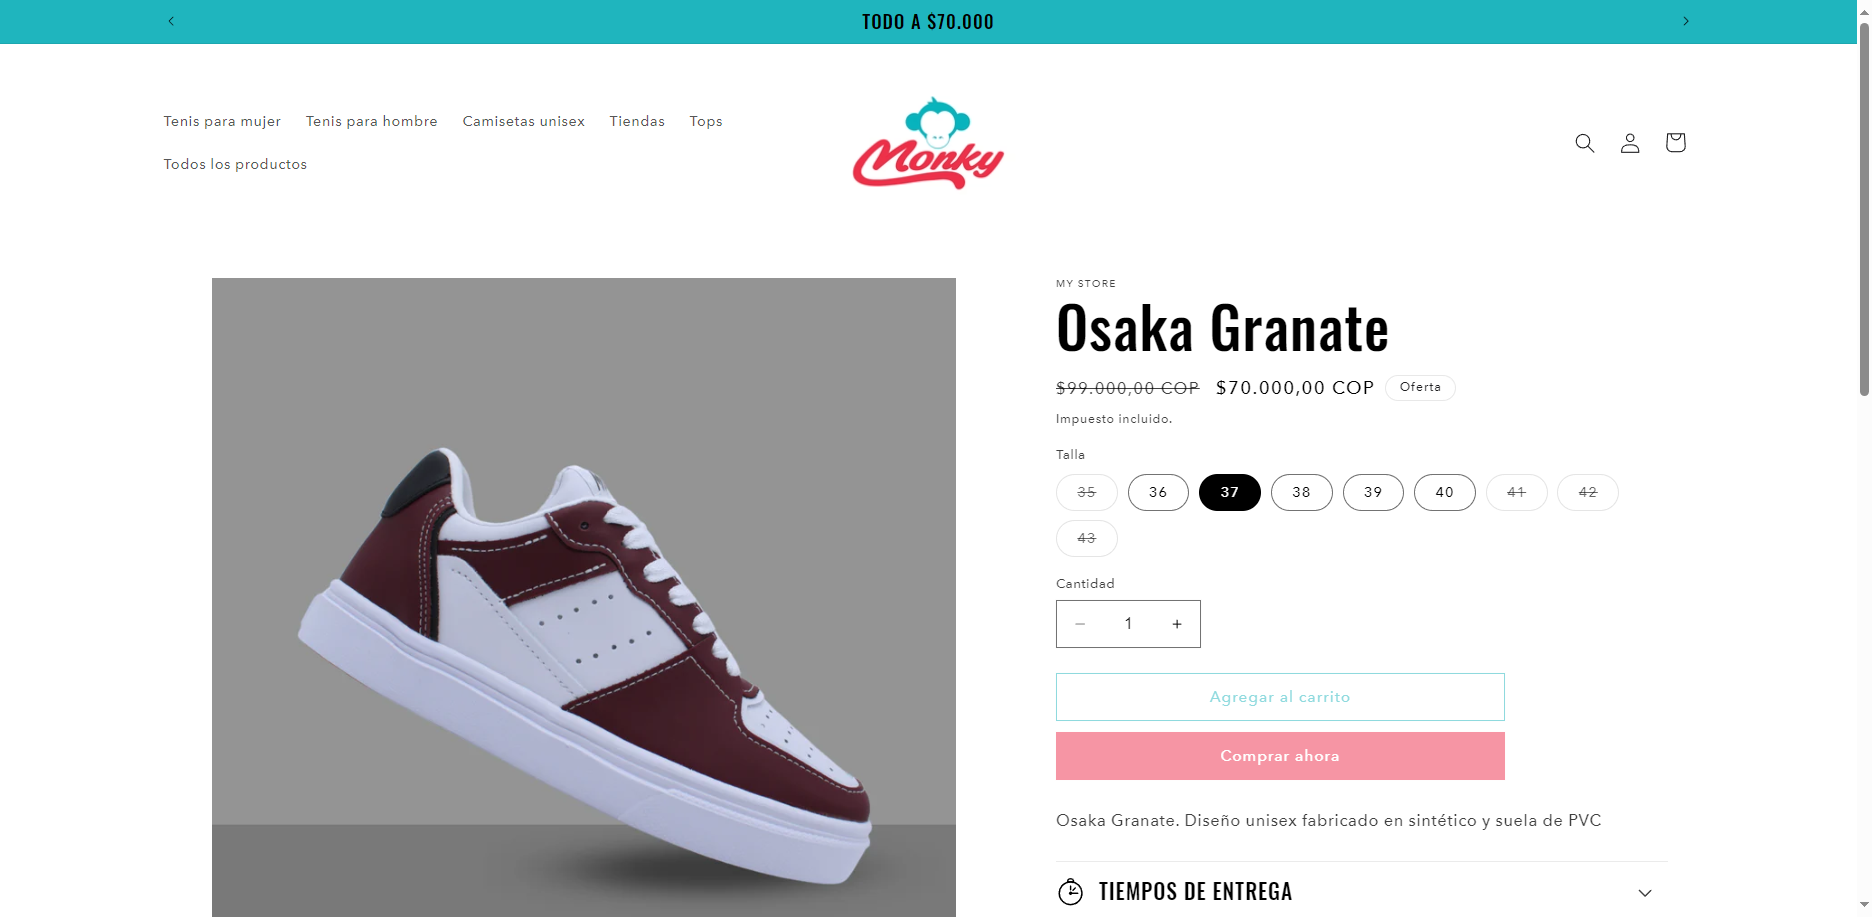 TODO A $70.000
Tenis para mujer Tenis para hombre Camisetas unisex Tiendas Tops
Todos los productos
Monky
MY STORE
Osaka Granate
$99.000,00 COP $70.000,00 COP Oferta
Impuesto incluido.
Talla
35 36 37 38 39 40 41 42
43
Cantidad
− 1 +
Agregar al carrito
Comprar ahora
Osaka Granate. Diseño unisex fabricado en sintético y suela de PVC
TIEMPOS DE ENTREGA